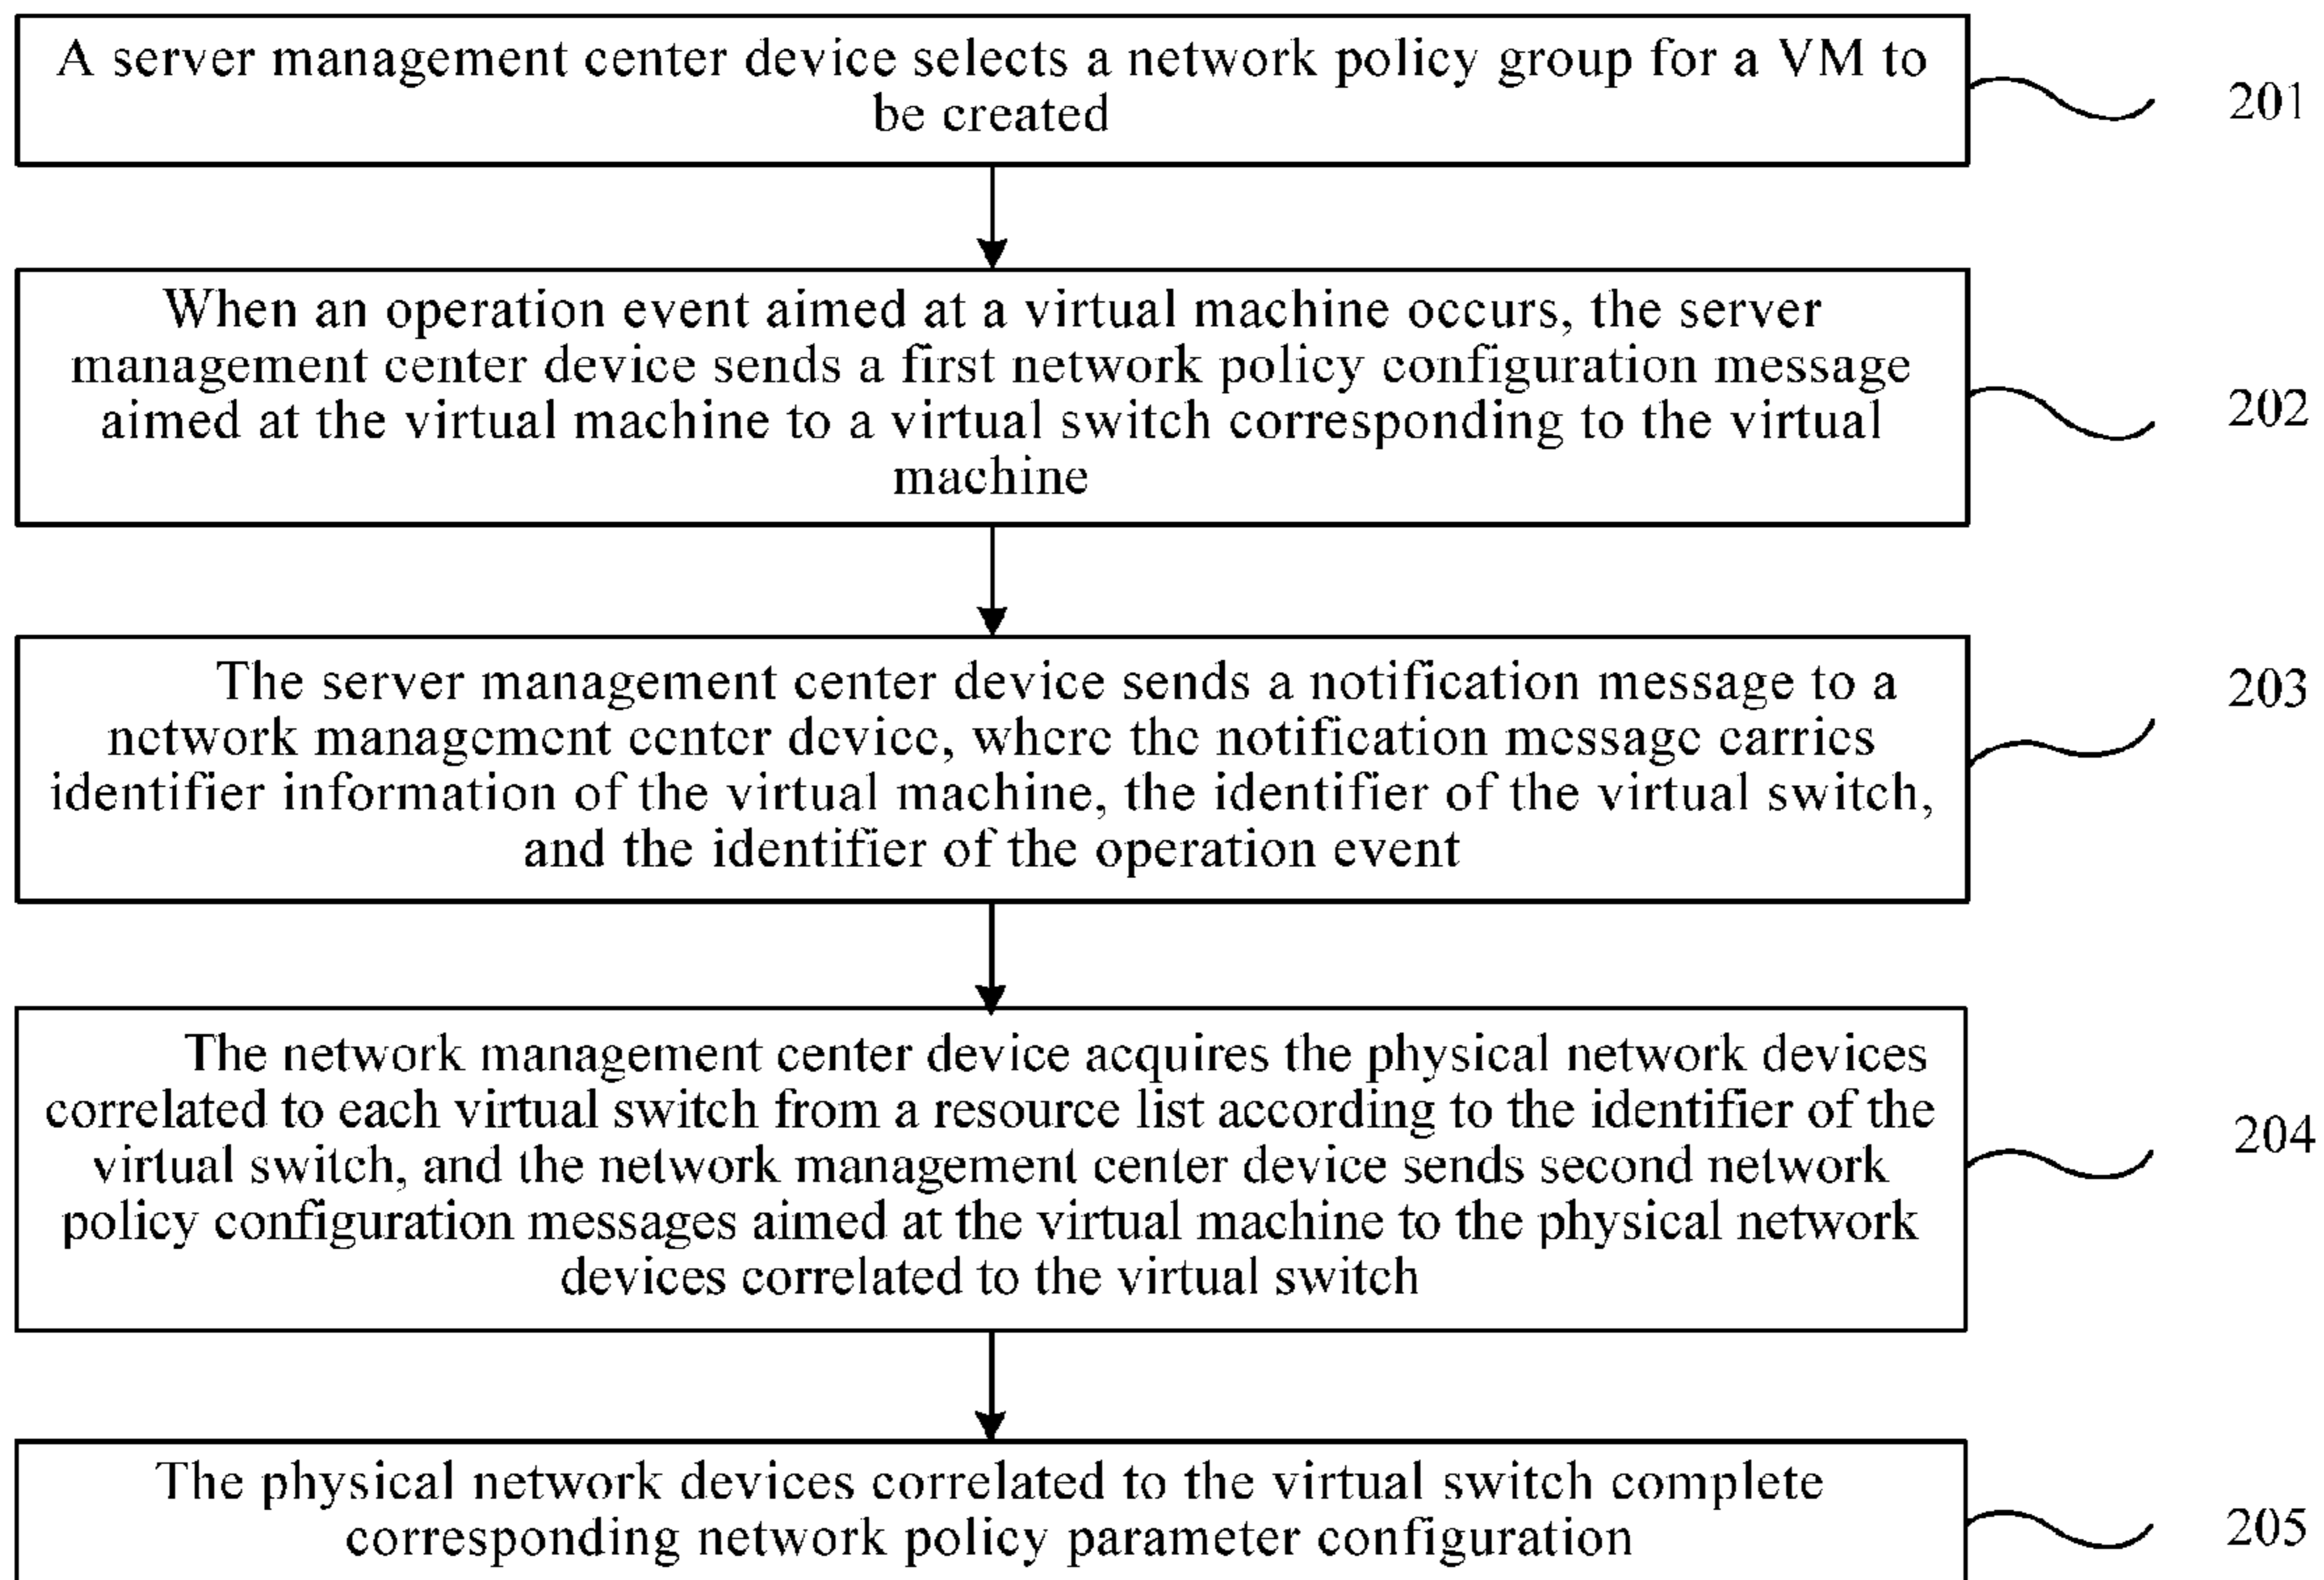 A server management center device selects a network policy group for a VM to
be created
201
When an operation event aimed at a virtual machine occurs, the server
management center device sends a first network policy configuration message
aimed at the virtual machine to a virtual switch corresponding to the virtual
machine
202
The server management center device sends a notification message to a
network management center device, where the notification message carries
identifier information of the virtual machine, the identifier of the virtual switch,
and the identifier of the operation event
203
The network management center device acquires the physical network devices
correlated to each virtual switch from a resource list according to the identifier of the
virtual switch, and the network management center device sends second network
policy configuration messages aimed at the virtual machine to the physical network
devices correlated to the virtual switch
204
The physical network devices correlated to the virtual switch complete
corresponding network policy parameter configuration
205